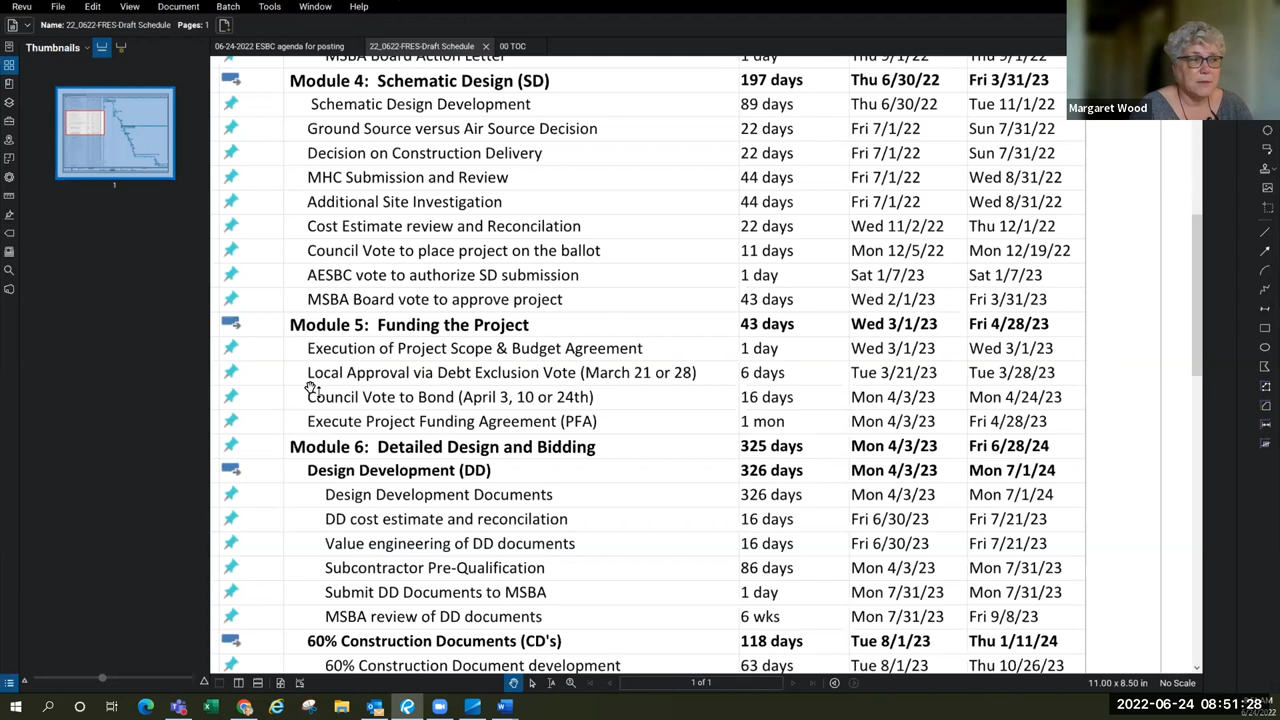 Revu File Edit View Document Batch Tools Window Help
Name: 22_0622-FRES-Draft Schedule Pages: 1
Thumbnails
06-24-2022 ESBC agenda for posting 22_0622-FRES-Draft Schedule 00 TOC
MSBA Board Action Letter 1 day Thu 9/1/22 Thu 9/1/22
Module 4: Schematic Design (SD) 197 days Thu 6/30/22 Fri 3/31/23
Schematic Design Development 89 days Thu 6/30/22 Tue 11/1/22
Ground Source versus Air Source Decision 22 days Fri 7/1/22 Sun 7/31/22
Decision on Construction Delivery 22 days Fri 7/1/22 Sun 7/31/22
MHC Submission and Review 44 days Fri 7/1/22 Wed 8/31/22
Additional Site Investigation 44 days Fri 7/1/22 Wed 8/31/22
Cost Estimate review and Reconciliation 22 days Wed 11/2/22 Thu 12/1/22
Council Vote to place project on the ballot 11 days Mon 12/5/22 Mon 12/19/22
AESBC vote to authorize SD submission 1 day Sat 1/7/23 Sat 1/7/23
MSBA Board vote to approve project 43 days Wed 2/1/23 Fri 3/31/23
Module 5: Funding the Project 43 days Wed 3/1/23 Fri 4/28/23
Execution of Project Scope & Budget Agreement 1 day Wed 3/1/23 Wed 3/1/23
Local Approval via Debt Exclusion Vote (March 21 or 28) 6 days Tue 3/21/23 Tue 3/28/23
Council Vote to Bond (April 3, 10 or 24th) 16 days Mon 4/3/23 Mon 4/24/23
Execute Project Funding Agreement (PFA) 1 mon Mon 4/3/23 Fri 4/28/23
Module 6: Detailed Design and Bidding 325 days Mon 4/3/23 Fri 6/28/24
Design Development (DD) 326 days Mon 4/3/23 Mon 7/1/24
Design Development Documents 326 days Mon 4/3/23 Mon 7/1/24
DD cost estimate and reconcilation 16 days Fri 6/30/23 Fri 7/21/23
Value engineering of DD documents 16 days Fri 6/30/23 Fri 7/21/23
Subcontractor Pre-Qualification 86 days Mon 4/3/23 Mon 7/31/23
Submit DD Documents to MSBA 1 day Mon 7/31/23 Mon 7/31/23
MSBA review of DD documents 6 wks Mon 7/31/23 Fri 9/8/23
60% Construction Documents (CD's) 118 days Tue 8/1/23 Thu 1/11/24
60% Construction Document development 63 days Tue 8/1/23 Thu 10/26/23
Margaret Wood
1
1 of 1
11.00 x 8.50 in No Scale
2022-06-24 08:51:28